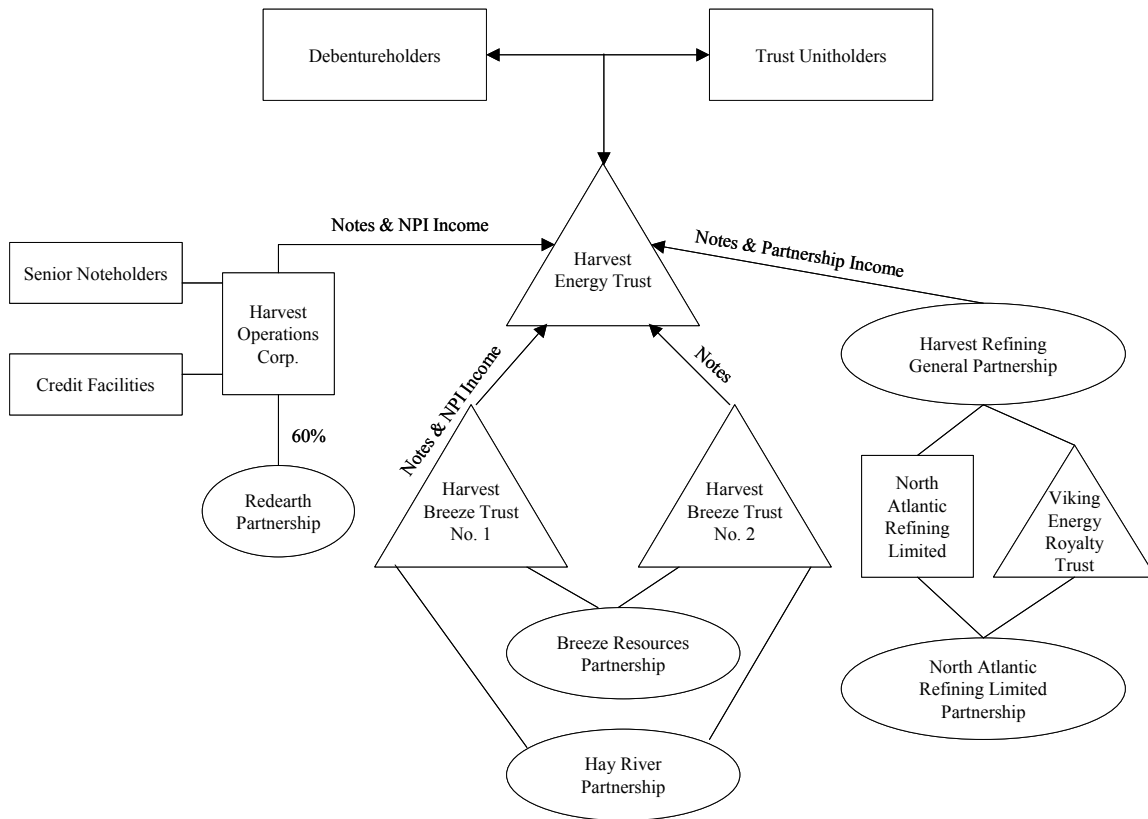 Debentureholders
Trust Unitholders
Notes & NPI Income
Notes & Partnership Income
Senior Noteholders
Harvest
Operations
Corp.
Harvest
Energy Trust
Credit Facilities
Harvest Refining
General Partnership
Notes & NPI Income
Notes
60%
Redearth
Partnership
Harvest
Breeze Trust
No. 1
Harvest
Breeze Trust
No. 2
North
Atlantic
Refining
Limited
Viking
Energy
Royalty
Trust
Breeze Resources
Partnership
North Atlantic
Refining Limited
Partnership
Hay River
Partnership